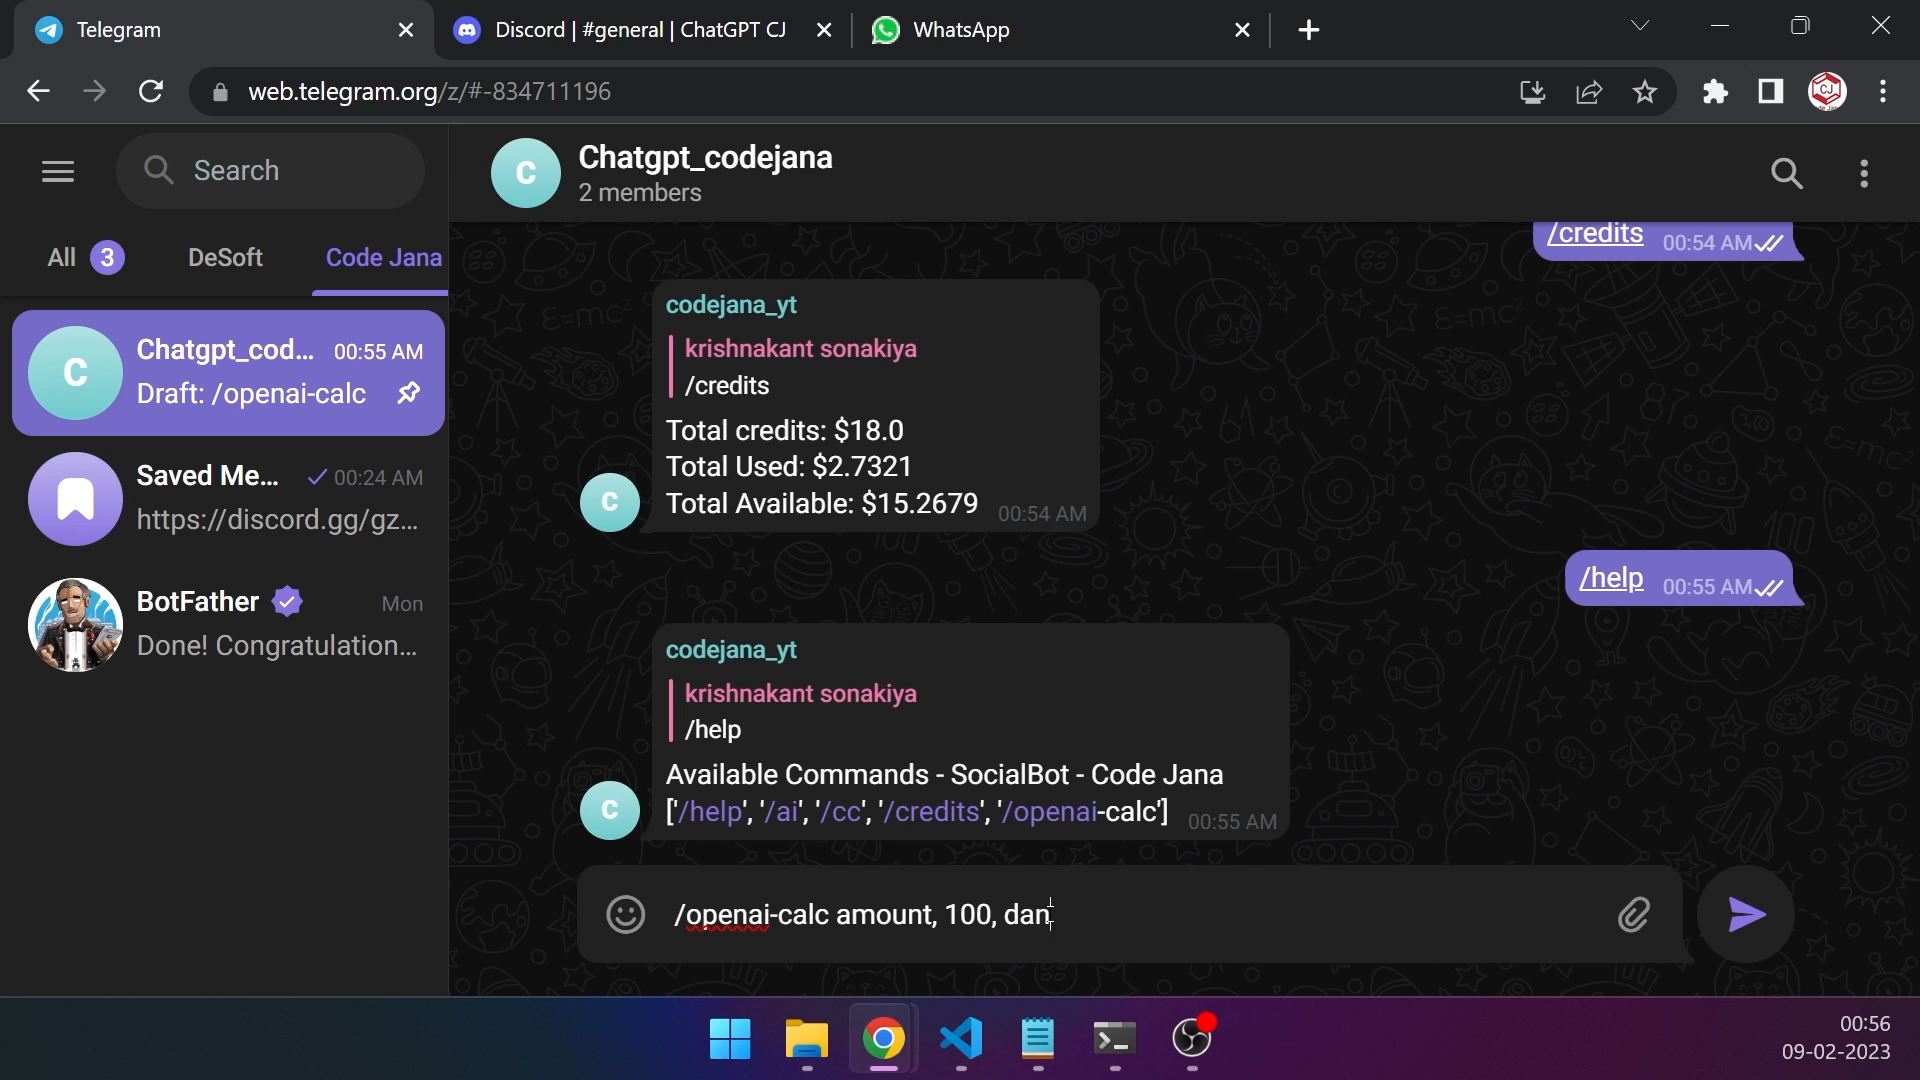 Telegram
Discord | #general | ChatGPT CJ
WhatsApp
web.telegram.org/z/#-834711196
Search
All 3
DeSoft
Code Jana
Chatgpt_cod... 00:55 AM
Draft: /openai-calc
Saved Me... 00:24 AM
https://discord.gg/gz...
BotFather Mon
Done! Congratulation...
C
Chatgpt_codejana
2 members
/credits 00:54 AM
codejana_yt
krishnakant sonakiya
/credits
Total credits: $18.0
Total Used: $2.7321
Total Available: $15.2679 00:54 AM
/help 00:55 AM
codejana_yt
krishnakant sonakiya
/help
Available Commands - SocialBot - Code Jana
['/help', '/ai', '/cc', '/credits', '/openai-calc'] 00:55 AM
/openai-calc amount, 100, dan
00:56
09-02-2023